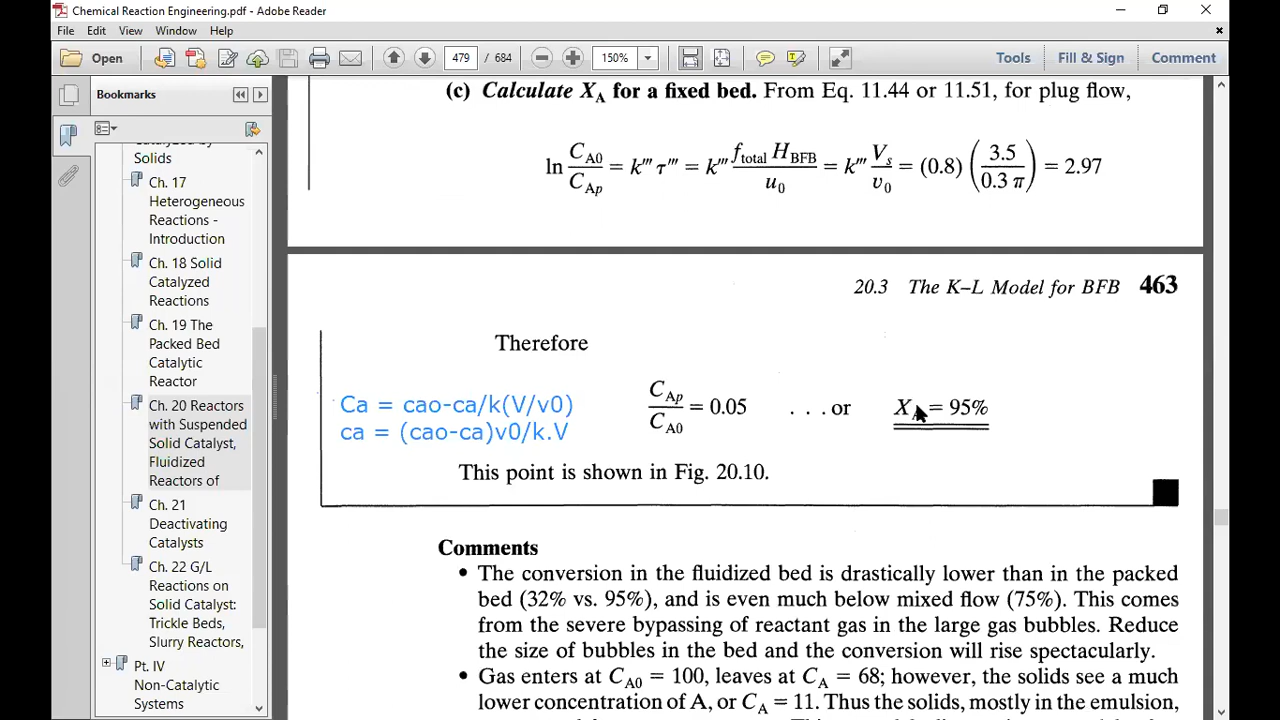 Chemical Reaction Engineering.pdf - Adobe Reader
File Edit View Window Help
Open 479 / 684 150% Tools Fill & Sign Comment
Bookmarks
Catalyzed by
Solids
Ch. 17
Heterogeneous
Reactions -
Introduction
Ch. 18 Solid
Catalyzed
Reactions
Ch. 19 The
Packed Bed
Catalytic
Reactor
Ch. 20 Reactors
with Suspended
Solid Catalyst,
Fluidized
Reactors of
Ch. 21
Deactivating
Catalysts
Ch. 22 G/L
Reactions on
Solid Catalyst:
Trickle Beds,
Slurry Reactors,
Pt. IV
Non-Catalytic
Systems
(c) Calculate X_A for a fixed bed. From Eq. 11.44 or 11.51, for plug flow,
ln C_A0/C_Ap = k‴ τ‴ = k‴ f_total H_BFB/u_0 = k‴ V_s/v_0 = (0.8) (3.5/0.3 π) = 2.97
20.3 The K–L Model for BFB 463
Therefore
Ca = cao-ca/k(V/v0)
ca = (cao-ca)v0/k.V
C_Ap/C_A0 = 0.05 . . . or X_A = 95%
This point is shown in Fig. 20.10.
Comments
• The conversion in the fluidized bed is drastically lower than in the packed
bed (32% vs. 95%), and is even much below mixed flow (75%). This comes
from the severe bypassing of reactant gas in the large gas bubbles. Reduce
the size of bubbles in the bed and the conversion will rise spectacularly.
• Gas enters at C_A0 = 100, leaves at C_A = 68; however, the solids see a much
lower concentration of A, or C_A = 11. Thus the solids, mostly in the emulsion,